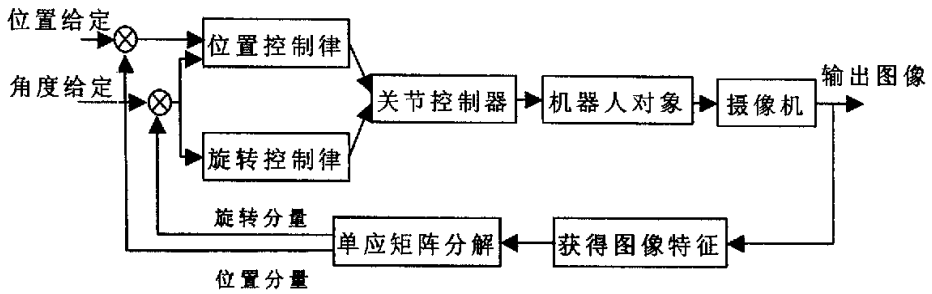 位置给定
位置控制律
角度给定
关节控制器
机器人对象
摄像机
输出图像
旋转控制律
旋转分量
单应矩阵分解
获得图像特征
位置分量